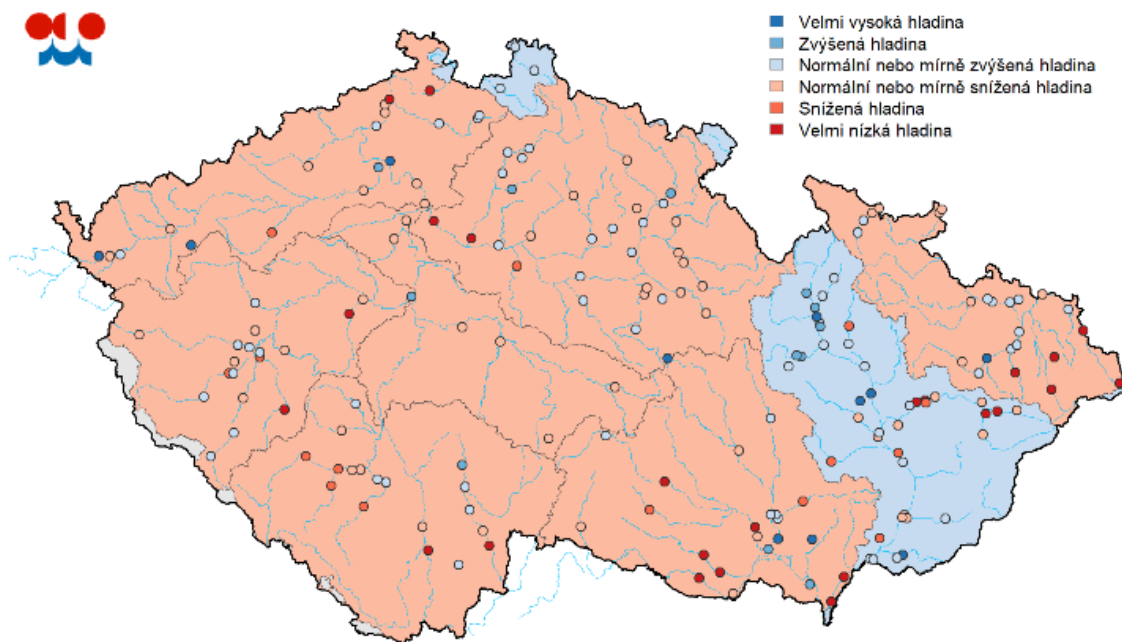 Velmi vysoká hladina
Zvýšená hladina
Normální nebo mírně zvýšená hladina
Normální nebo mírně snížená hladina
Snížená hladina
Velmi nízká hladina